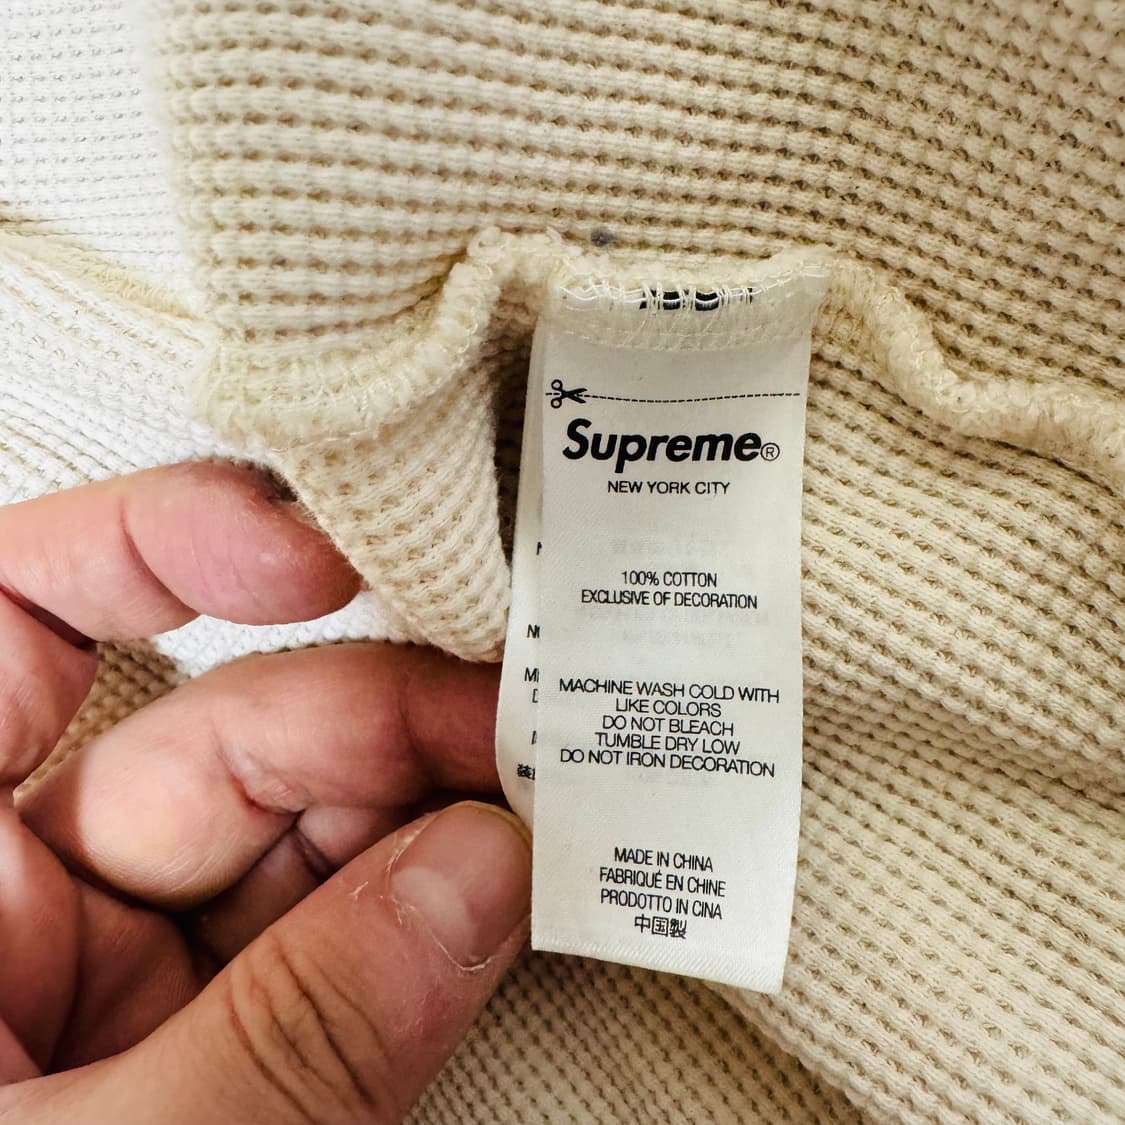 Supreme®
NEW YORK CITY
100% COTTON
EXCLUSIVE OF DECORATION
MACHINE WASH COLD WITH
LIKE COLORS
DO NOT BLEACH
TUMBLE DRY LOW
DO NOT IRON DECORATION
MADE IN CHINA
FABRIQUÉ EN CHINE
PRODOTTO IN CINA
中国製